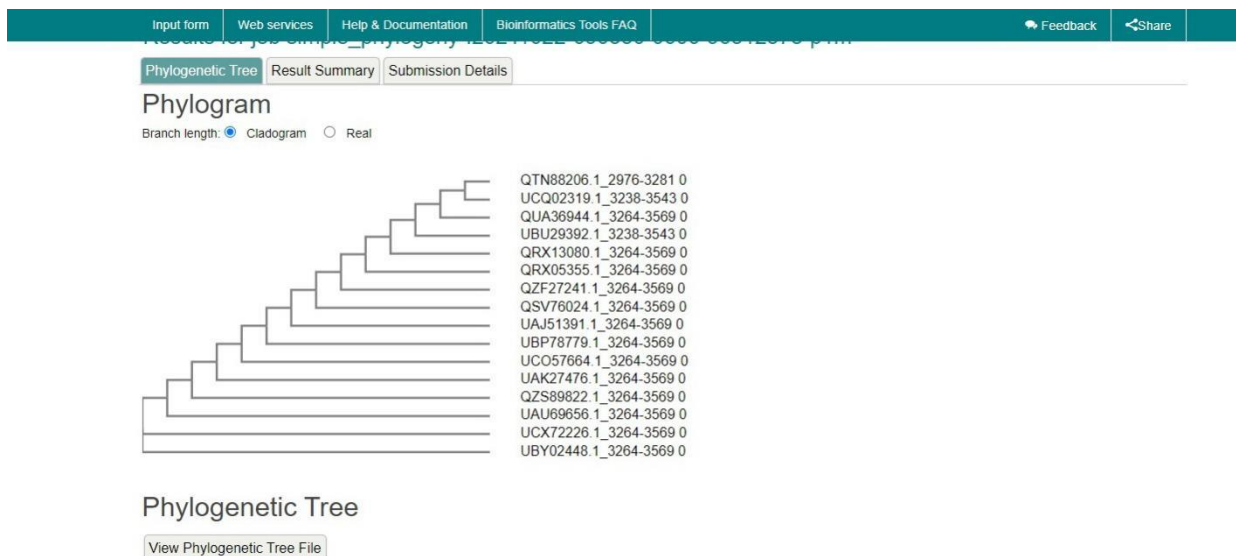 Input form Web services Help & Documentation Bioinformatics Tools FAQ Feedback Share
Results for job simple_phylogeny
Phylogenetic Tree Result Summary Submission Details
Phylogram
Branch length: Cladogram Real
QTN88206.1_2976-3281 0
UCQ02319.1_3238-3543 0
QUA36944.1_3264-3569 0
UBU29392.1_3238-3543 0
QRX13080.1_3264-3569 0
QRX05355.1_3264-3569 0
QZF27241.1_3264-3569 0
QSV76024.1_3264-3569 0
UAJ51391.1_3264-3569 0
UBP78779.1_3264-3569 0
UCO57664.1_3264-3569 0
UAK27476.1_3264-3569 0
QZS89822.1_3264-3569 0
UAU69656.1_3264-3569 0
UCX72226.1_3264-3569 0
UBY02448.1_3264-3569 0
Phylogenetic Tree
View Phylogenetic Tree File